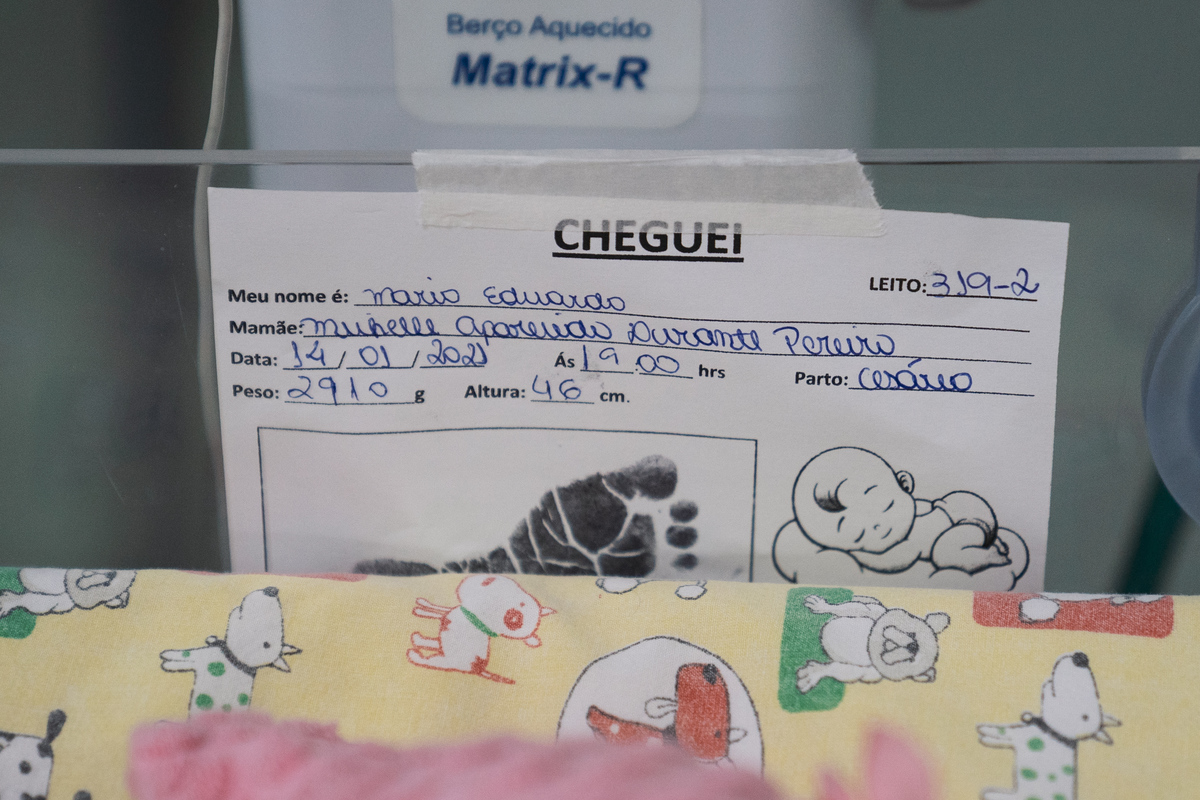 Berço Aquecido
Matrix-R
CHEGUEI
LEITO: 319-2
Meu nome é: Mario Eduardo
Mamãe: Michelle Aparecida Durante Pereira
Data: 14 / 01 / 2021 Ás 19:00 hrs Parto: Cesárea
Peso: 2910 g Altura: 46 cm.